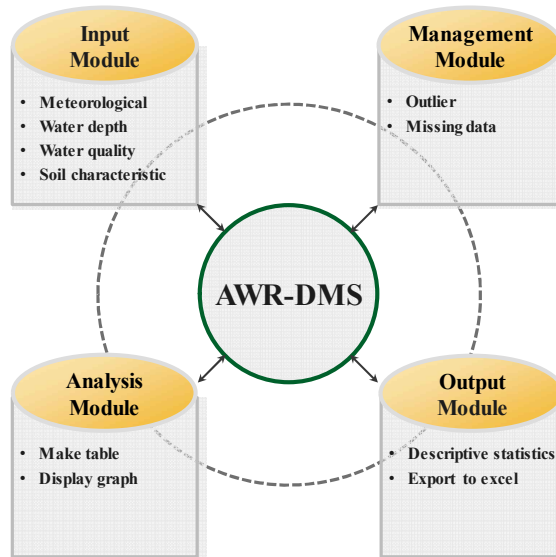 Input
Module
• Meteorological
• Water depth
• Water quality
• Soil characteristic
Management
Module
• Outlier
• Missing data
AWR-DMS
Analysis
Module
• Make table
• Display graph
Output
Module
• Descriptive statistics
• Export to excel